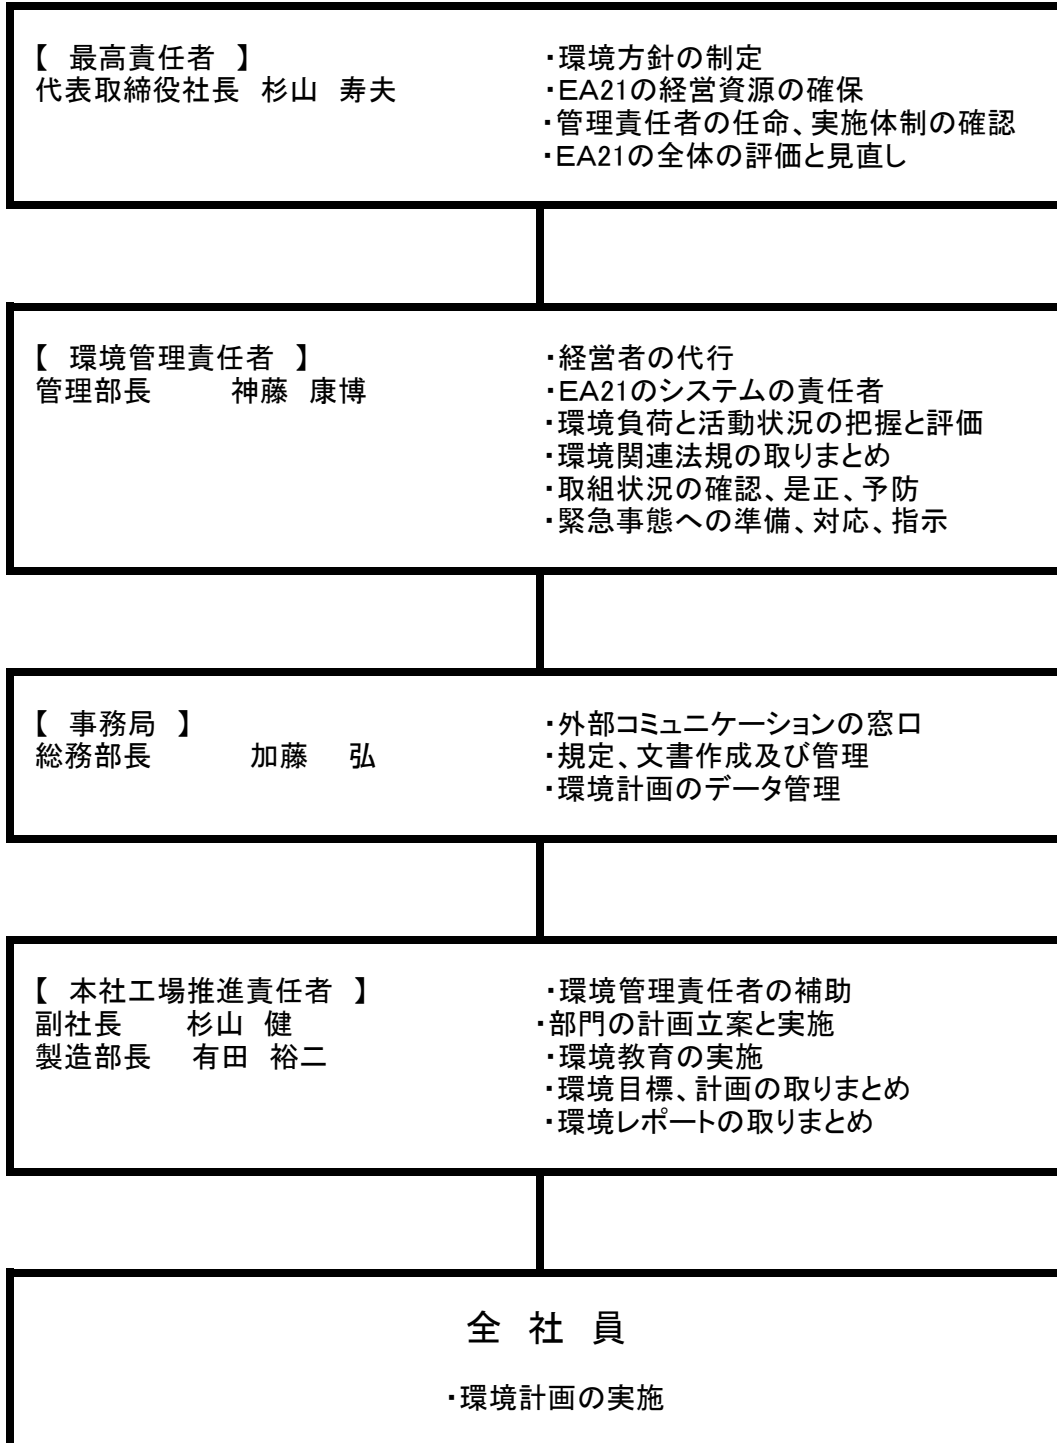 【 最高責任者 】 ・環境方針の制定
代表取締役社長 杉山 寿夫 ・EA21の経営資源の確保
・管理責任者の任命、実施体制の確認
・EA21の全体の評価と見直し
【 環境管理責任者 】 ・経営者の代行
管理部長 神藤 康博 ・EA21のシステムの責任者
・環境負荷と活動状況の把握と評価
・環境関連法規の取りまとめ
・取組状況の確認、是正、予防
・緊急事態への準備、対応、指示
【 事務局 】 ・外部コミュニケーションの窓口
総務部長 加藤 弘 ・規定、文書作成及び管理
・環境計画のデータ管理
【 本社工場推進責任者 】 ・環境管理責任者の補助
副社長 杉山 健 ・部門の計画立案と実施
製造部長 有田 裕二 ・環境教育の実施
・環境目標、計画の取りまとめ
・環境レポートの取りまとめ
全 社 員
・環境計画の実施